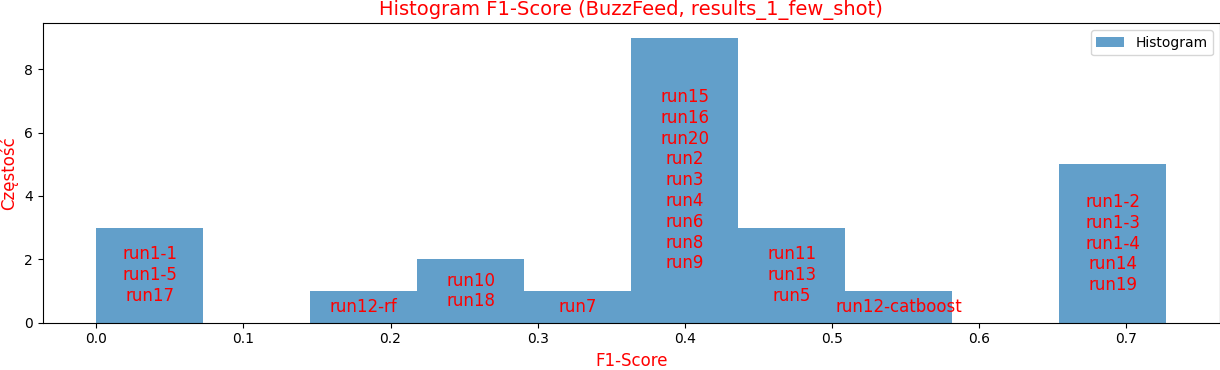 Histogram F1-Score (BuzzFeed, results_1_few_shot)
Histogram
Częstość
8
6
4
2
0
run1-1
run1-5
run17
run12-rf
run10
run18
run7
run15
run16
run20
run2
run3
run4
run6
run8
run9
run11
run13
run5
run12-catboost
run1-2
run1-3
run1-4
run14
run19
0.0 0.1 0.2 0.3 0.4 0.5 0.6 0.7
F1-Score